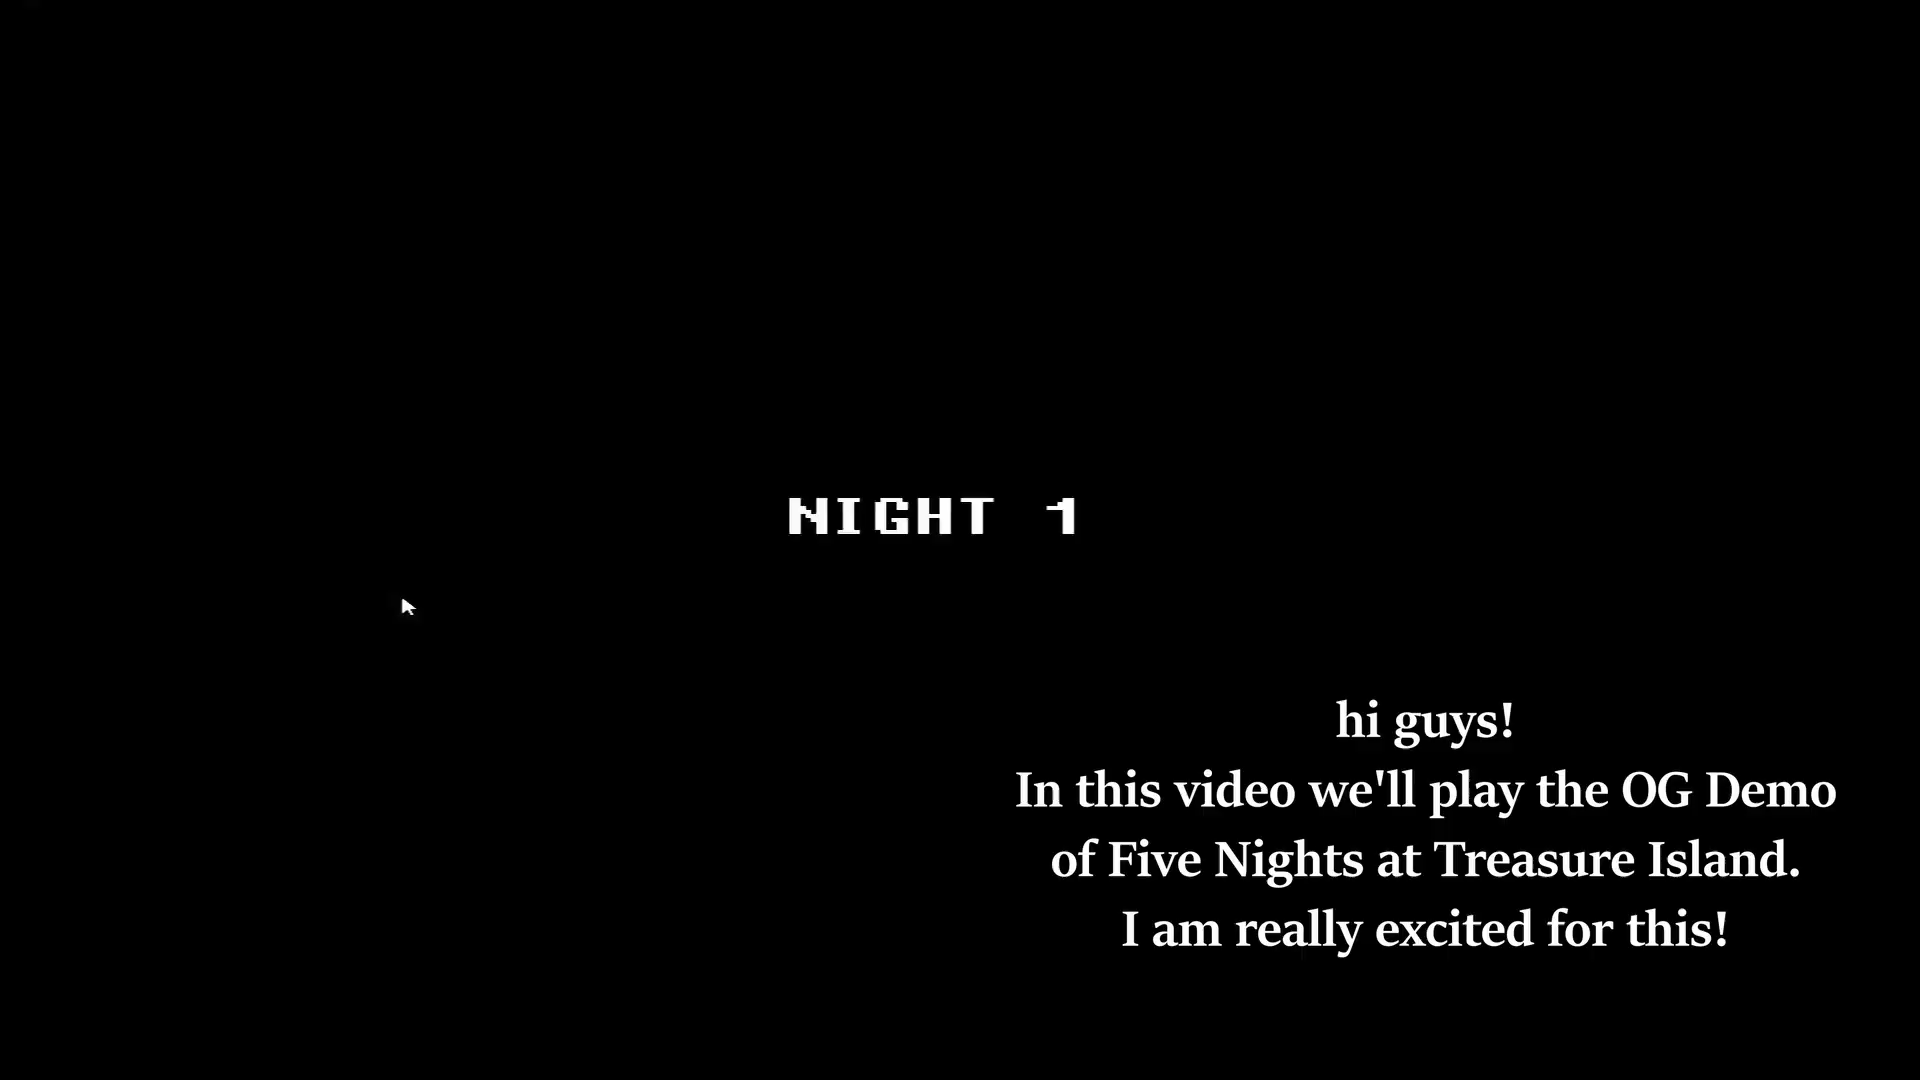 NIGHT 1
hi guys!
In this video we'll play the OG Demo
of Five Nights at Treasure Island.
I am really excited for this!